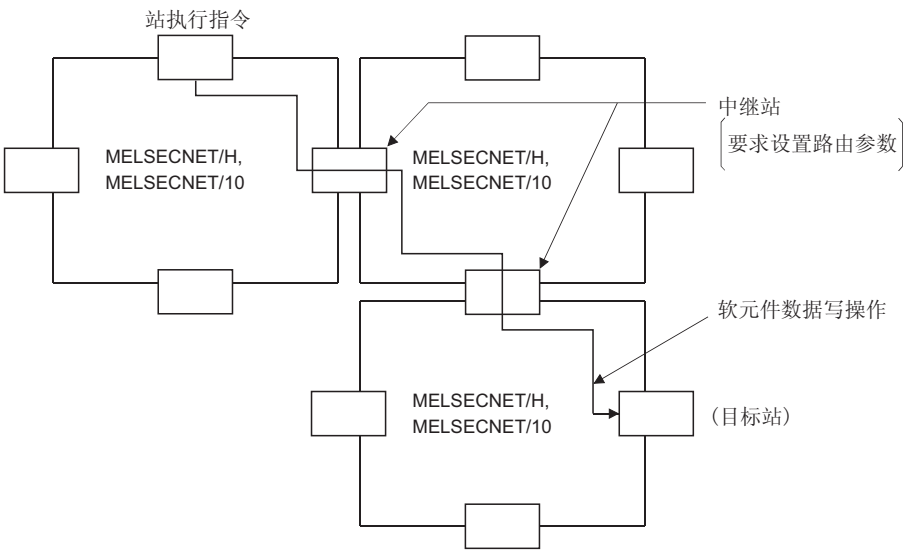 站执行指令
MELSECNET/H,
MELSECNET/10
MELSECNET/H,
MELSECNET/10
中继站
要求设置路由参数
软元件数据写操作
MELSECNET/H,
MELSECNET/10
(目标站)